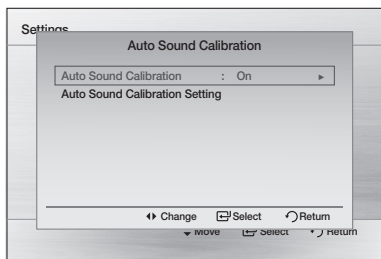 Settings
Auto Sound Calibration
Auto Sound Calibration : On ►
Auto Sound Calibration Setting
◄► Change Select Return
Move Select Return